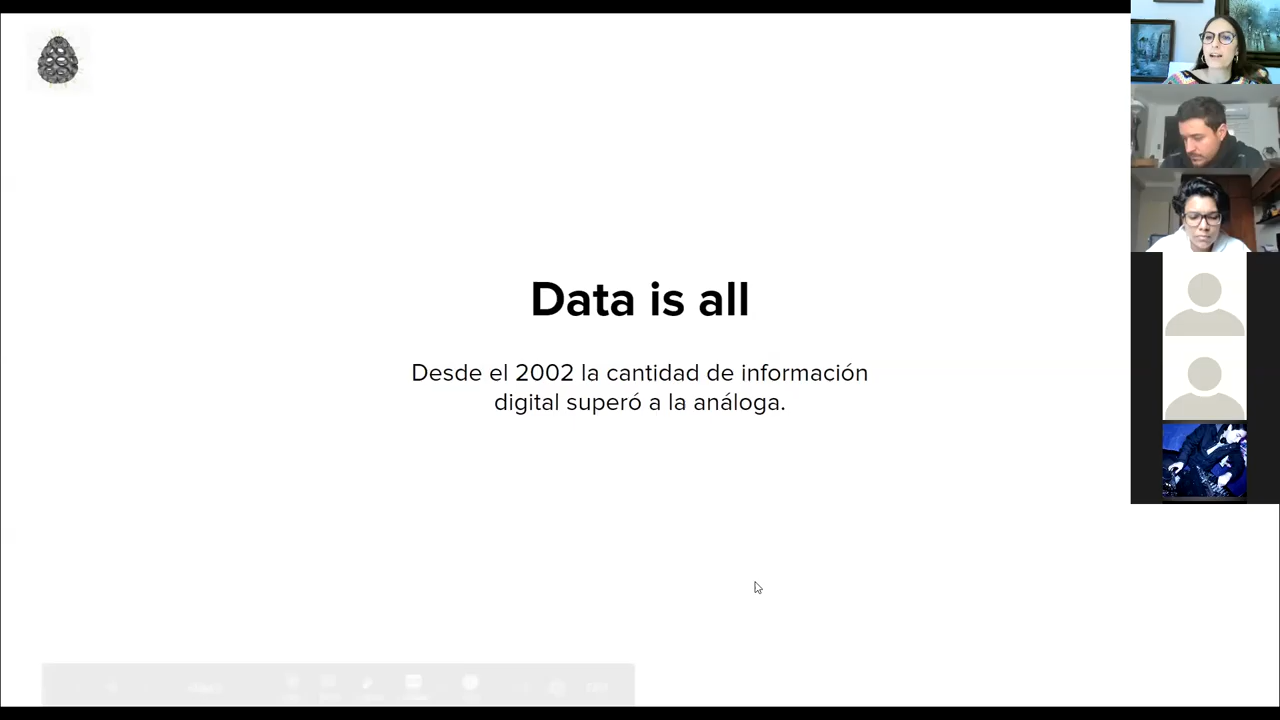 Data is all
Desde el 2002 la cantidad de información
digital superó a la análoga.